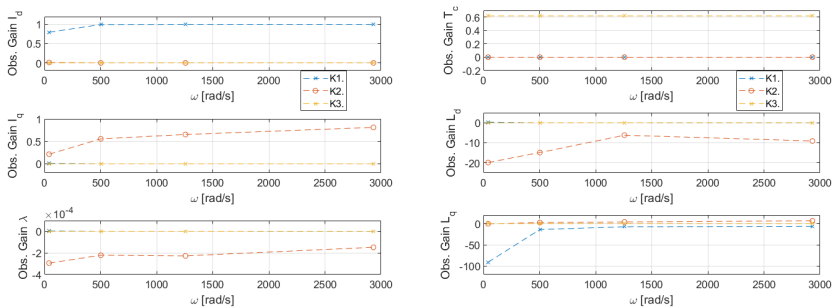 Obs. Gain I_d
1
0.5
0
0 500 1000 1500 2000 2500 3000
ω [rad/s]
K1.
K2.
K3.
Obs. Gain I_q
1
0.5
0
0 500 1000 1500 2000 2500 3000
ω [rad/s]
Obs. Gain λ
×10^-4
0
-2
-4
0 500 1000 1500 2000 2500 3000
ω [rad/s]
Obs. Gain T_c
0.6
0.4
0.2
0
-0.2
0 500 1000 1500 2000 2500 3000
ω [rad/s]
K1.
K2.
K3.
Obs. Gain L_d
0
-10
-20
0 500 1000 1500 2000 2500 3000
ω [rad/s]
Obs. Gain L_q
0
-50
-100
0 500 1000 1500 2000 2500 3000
ω [rad/s]